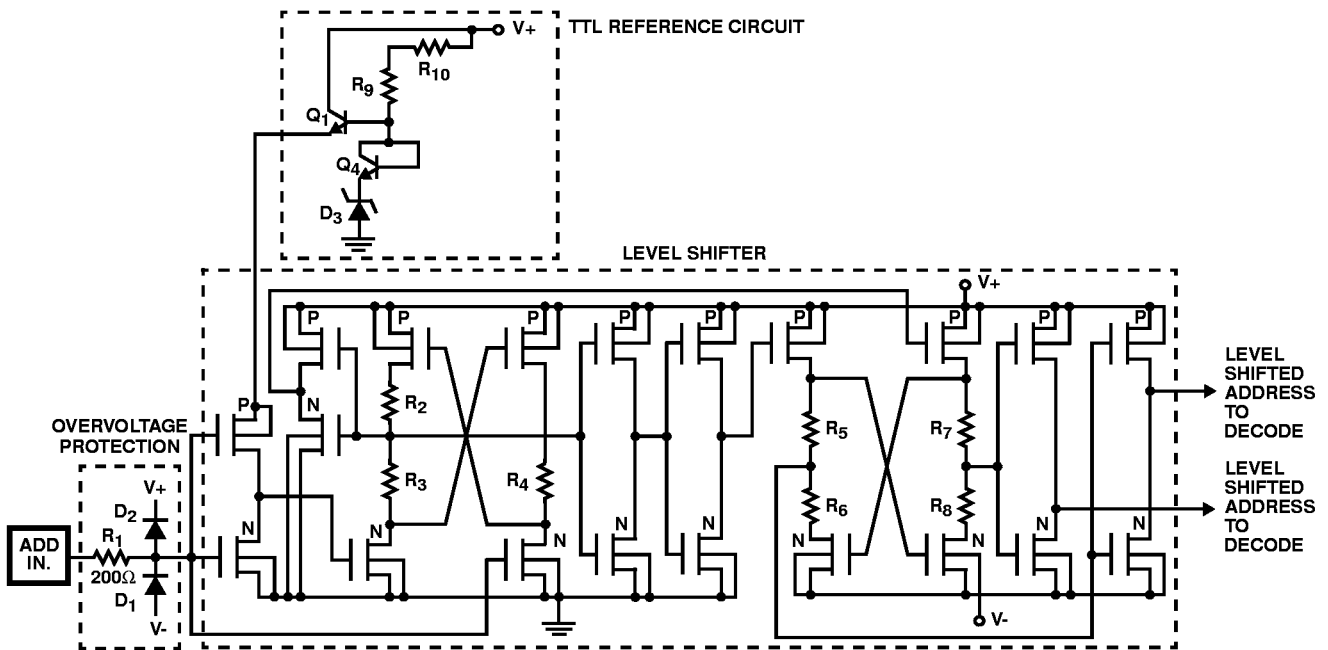 TTL REFERENCE CIRCUIT
V+
R10
R9
Q1
Q4
D3
LEVEL SHIFTER
V+
P
P
P
P
P
P
P
P
P
LEVEL
SHIFTED
ADDRESS
TO
DECODE
P
N
R2
OVERVOLTAGE
PROTECTION
R5
R7
R3
R4
LEVEL
SHIFTED
ADDRESS
TO
DECODE
V+
D2
R6
R8
N
N
N
N
N
N
N
N
N
N
ADD
IN.
R1
200Ω
D1
V-
V-